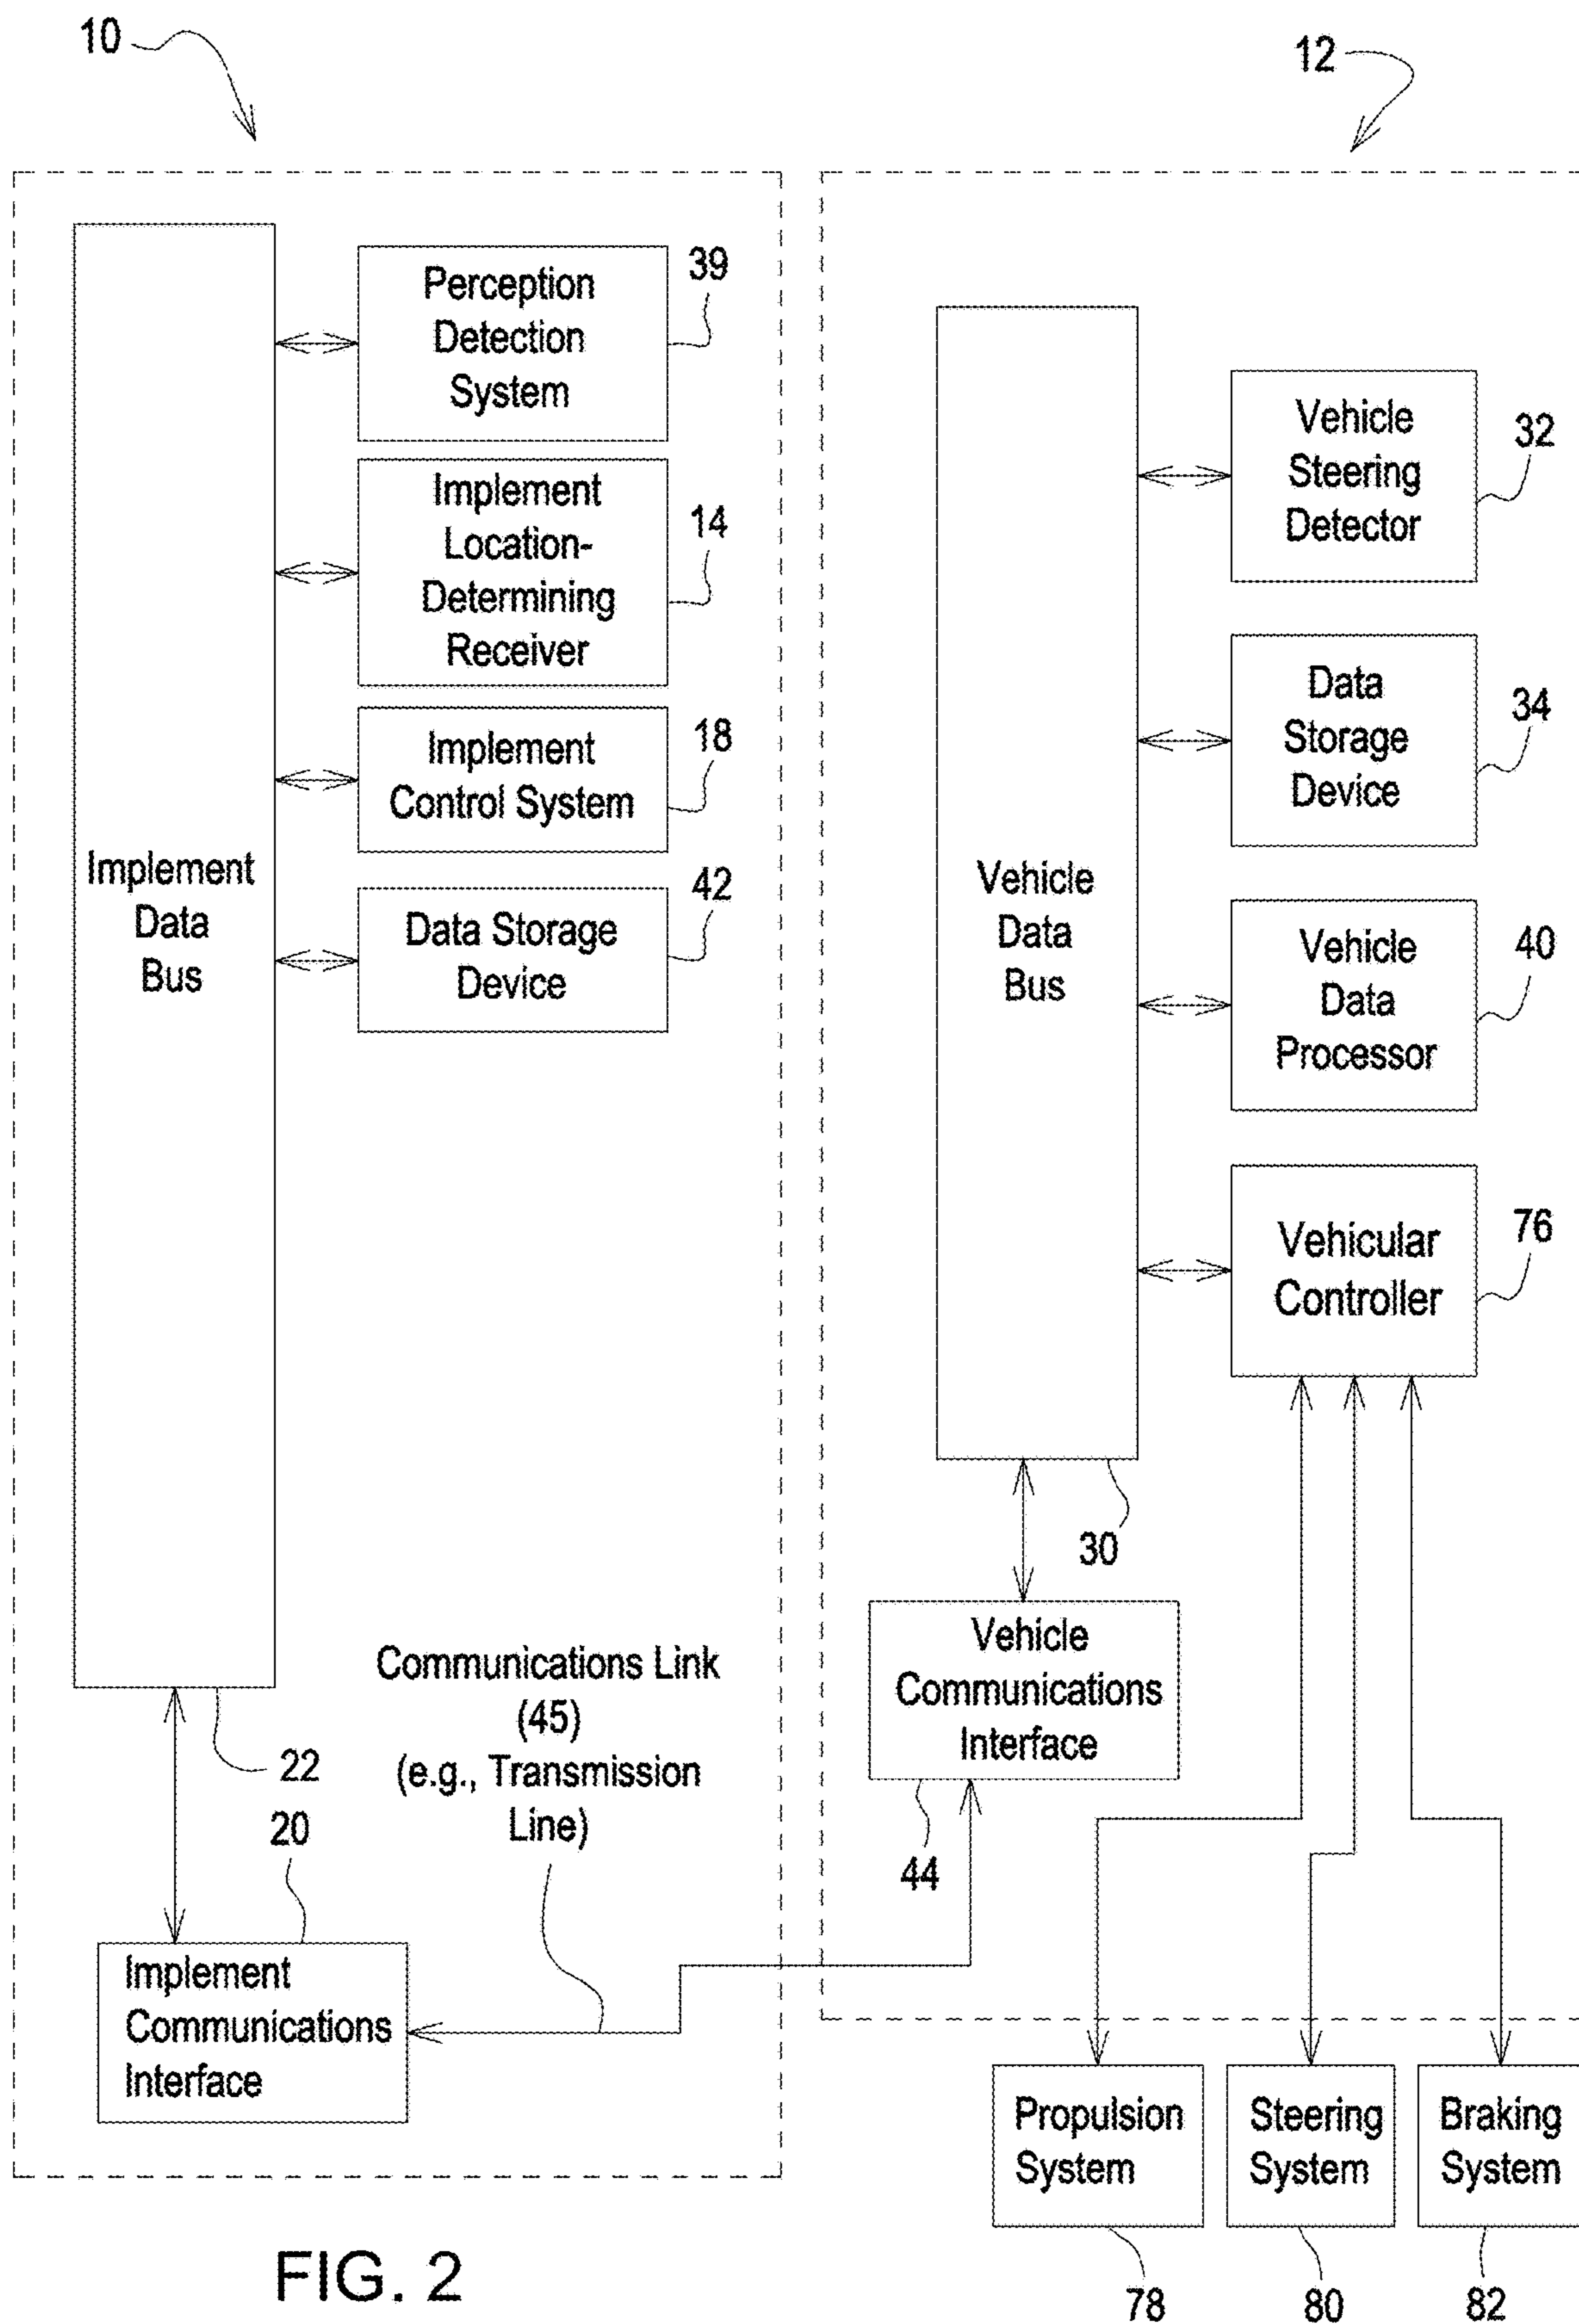 10
12
Perception
Detection
System
39
Implement
Location-
Determining
Receiver
14
Implement
Control System
18
Data Storage
Device
42
Implement
Data
Bus
22
Communications Link
(45)
(e.g., Transmission
Line)
20
Implement
Communications
Interface
Vehicle
Data
Bus
30
Vehicle
Steering
Detector
32
Data
Storage
Device
34
Vehicle
Data
Processor
40
Vehicular
Controller
76
Vehicle
Communications
Interface
44
Propulsion
System
78
Steering
System
80
Braking
System
82
FIG. 2